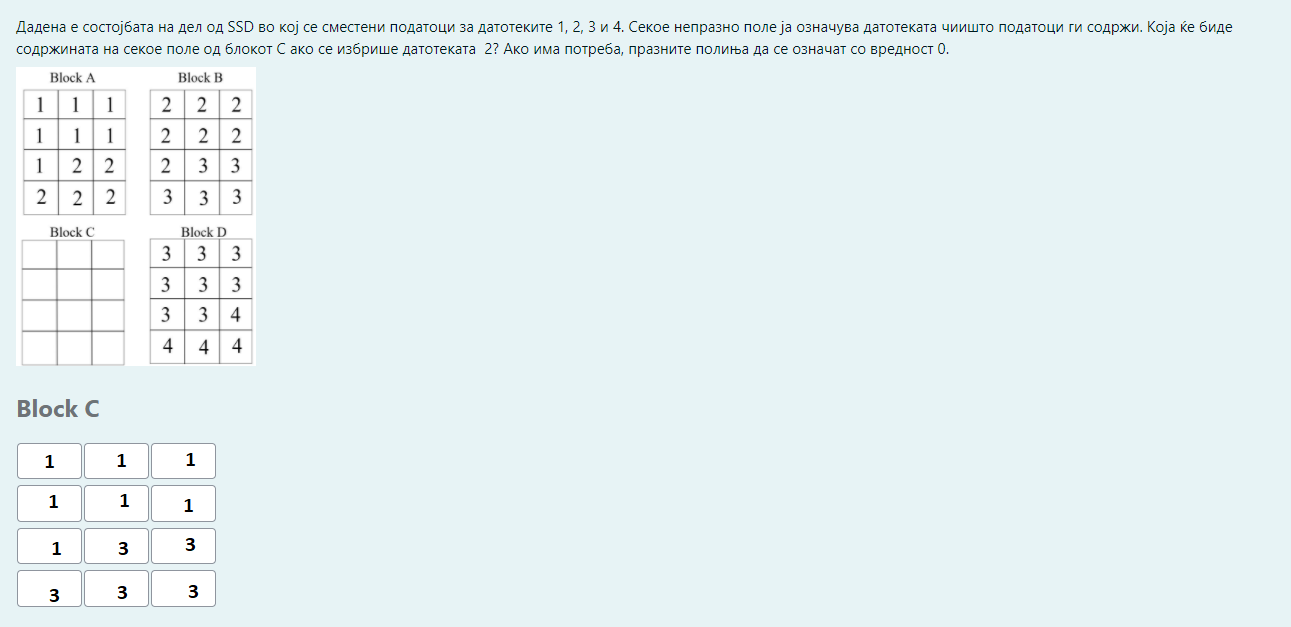 Дадена е состојбата на дел од SSD во кој се сместени податоци за датотеките 1, 2, 3 и 4. Секое непразно поле ја означува датотеката чиишто податоци ги содржи. Која ќе биде
содржината на секое поле од блокот C ако се избрише датотеката 2? Ако има потреба, празните полиња да се означат со вредност 0.
Block A Block B
1 1 1 2 2 2
1 1 1 2 2 2
1 2 2 2 3 3
2 2 2 3 3 3
Block C Block D
3 3 3
3 3 3
3 3 4
4 4 4
Block C
1 1 1
1 1 1
1 3 3
3 3 3